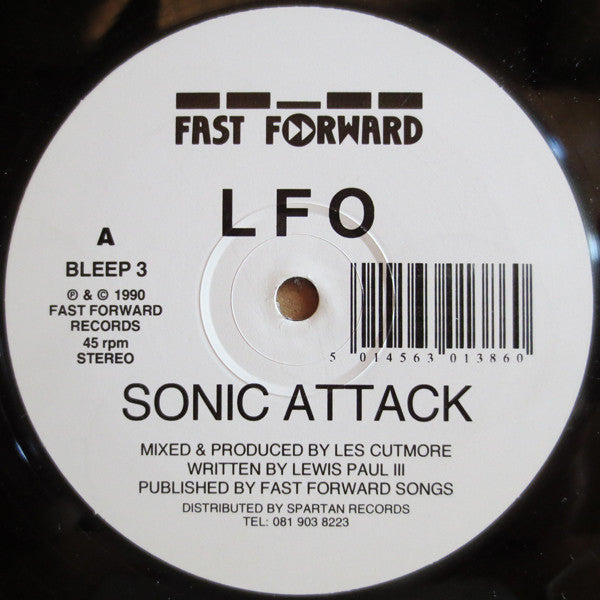 FAST FORWARD
LFO
A
BLEEP 3
℗ & © 1990
FAST FORWARD
RECORDS
45 rpm
STEREO
5 014563 013860
SONIC ATTACK
MIXED & PRODUCED BY LES CUTMORE
WRITTEN BY LEWIS PAUL III
PUBLISHED BY FAST FORWARD SONGS
DISTRIBUTED BY SPARTAN RECORDS
TEL: 081 903 8223